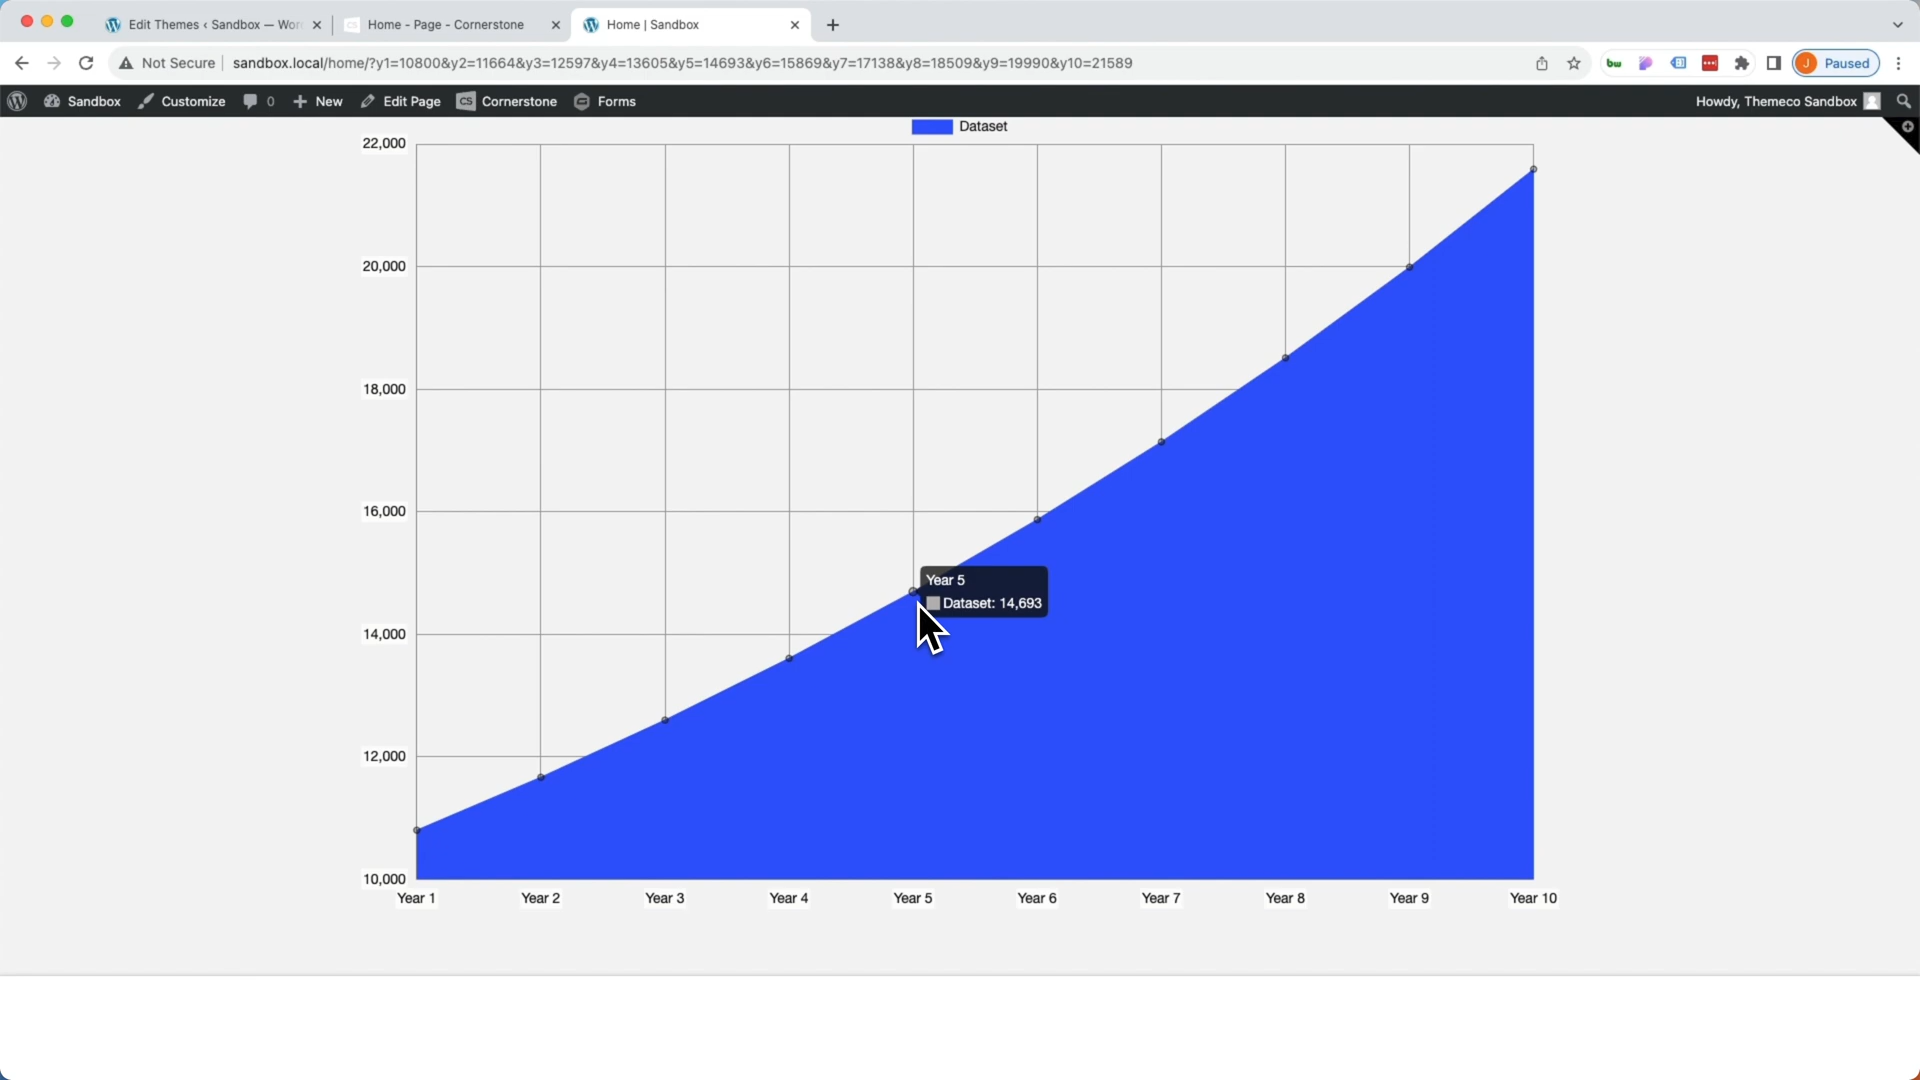 Edit Themes ‹ Sandbox — Wor
Home - Page - Cornerstone
Home | Sandbox
Not Secure
sandbox.local/home/?y1=10800&y2=11664&y3=12597&y4=13605&y5=14693&y6=15869&y7=17138&y8=18509&y9=19990&y10=21589
bw
J
Paused
Sandbox
Customize
0
New
Edit Page
CS
Cornerstone
Forms
Howdy, Themeco Sandbox
Dataset
22,000
20,000
18,000
16,000
14,000
12,000
10,000
Year 5
Dataset: 14,693
Year 1
Year 2
Year 3
Year 4
Year 5
Year 6
Year 7
Year 8
Year 9
Year 10